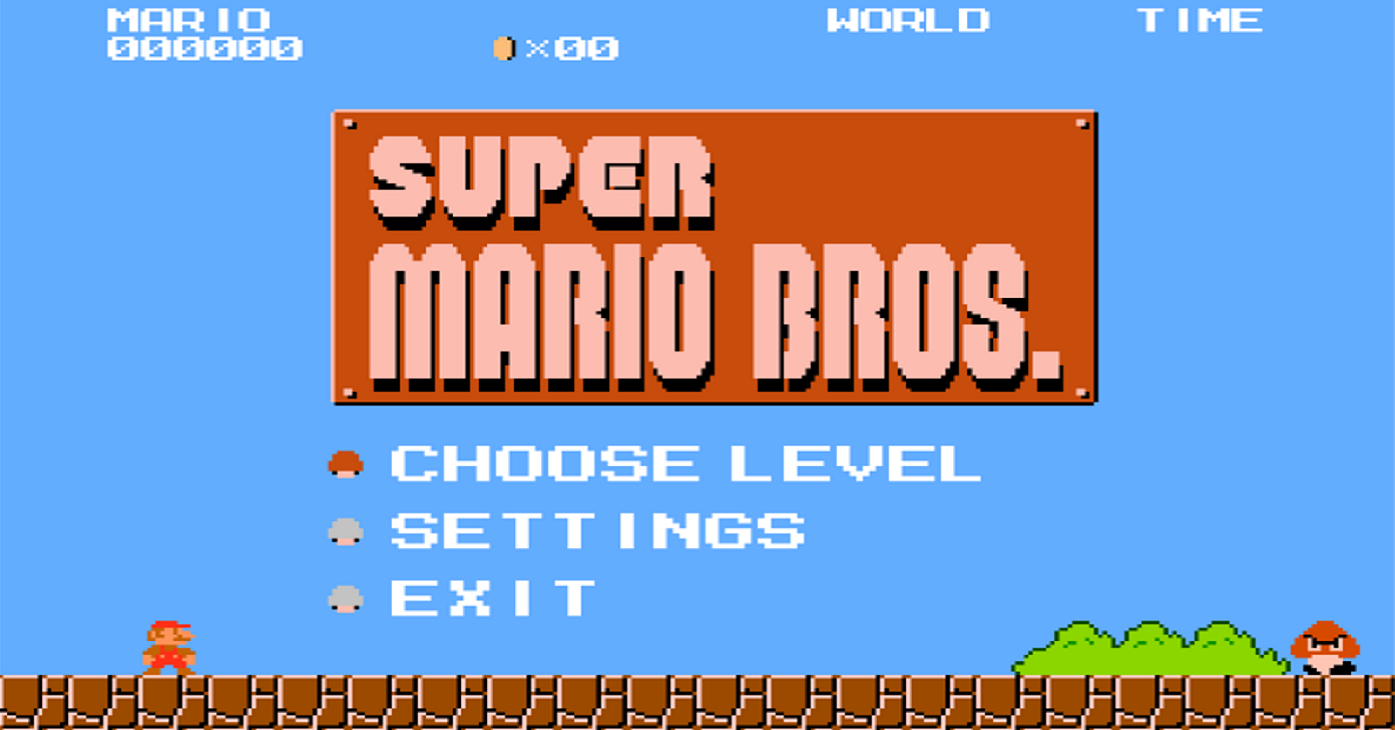 MARIO WORLD TIME
000000 ×00
SUPER
MARIO BROS.
CHOOSE LEVEL
SETTINGS
EXIT